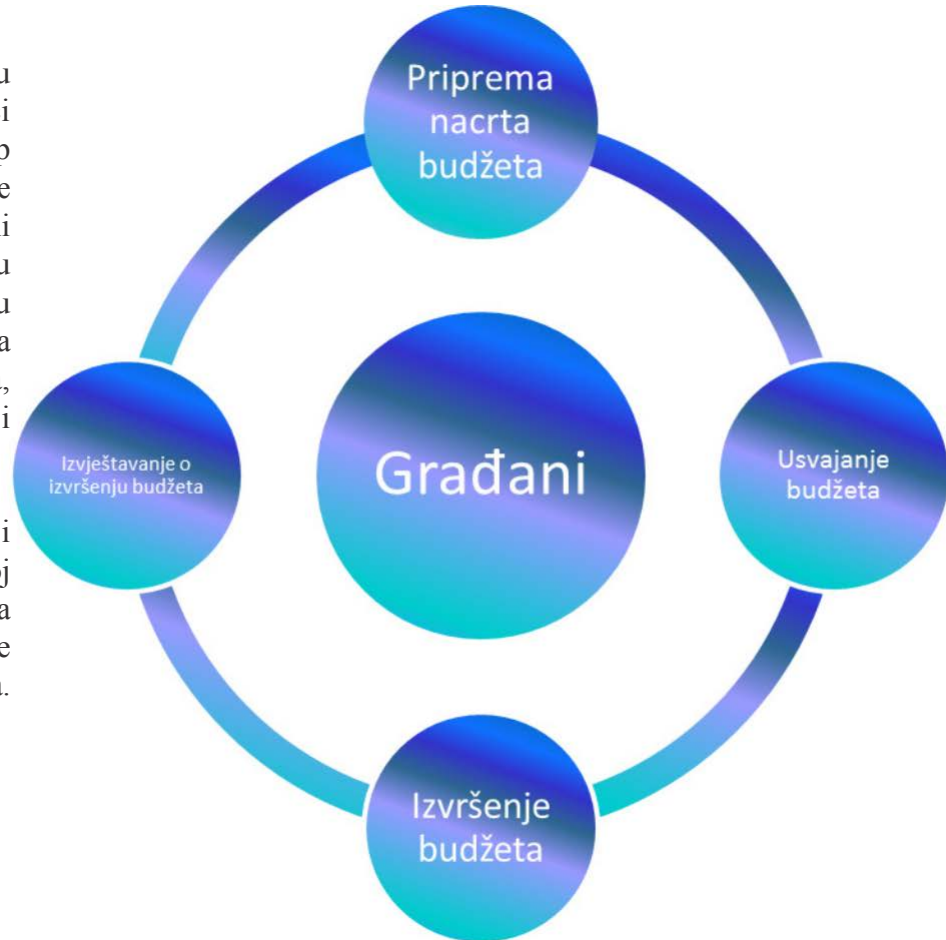 Priprema
nacrta
budžeta
Građani
Izvještavanje o
izvršenju budžeta
Usvajanje
budžeta
Izvršenje
budžeta